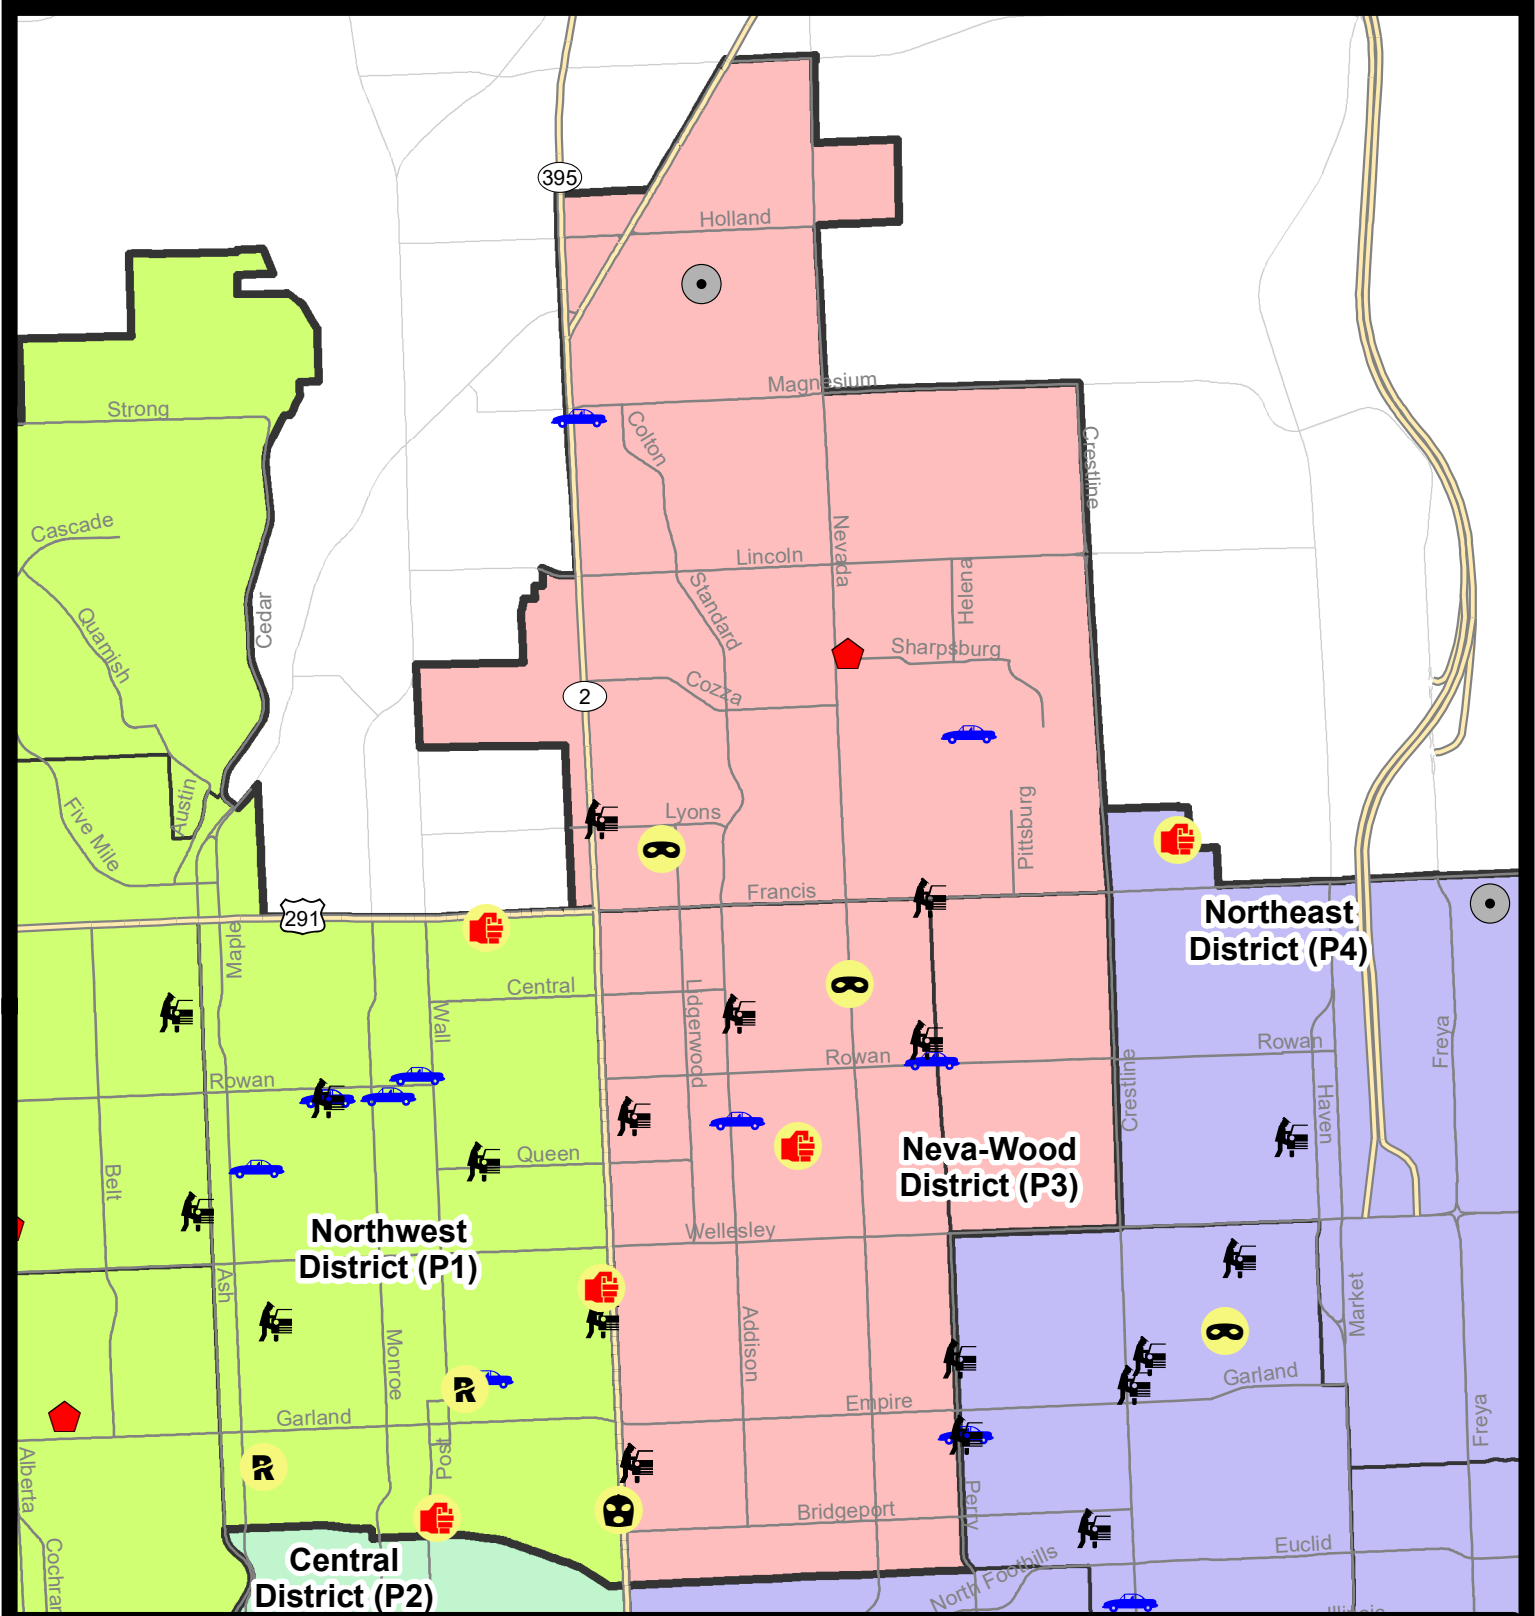 395
Holland
Magnesium
Strong
Colton
Crestline
Cascade
Nevada
Lincoln
Helena
Standard
Quamish
Cedar
Sharpsburg
Cozza
2
Austin
Five Mile
Lyons
Pittsburg
Francis
291
Northeast
District (P4)
Maple
Central
Wall
Lidgerwood
Rowan
Rowan
Rowan
Freya
Crestline
Haven
Belt
Queen
Neva-Wood
District (P3)
Northwest
District (P1)
Wellesley
Ash
Monroe
Addison
Market
Garland
Empire
Garland
Freya
Post
Alberta
Bridgeport
Perry
Cochran
Central
District (P2)
North Foothills
Euclid